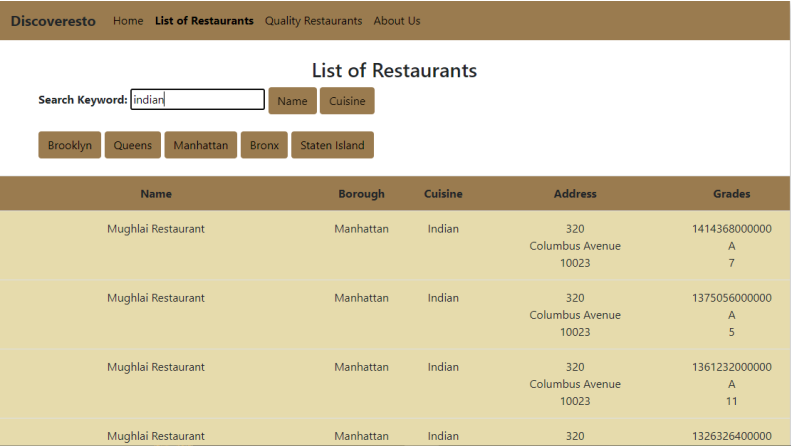 Discoveresto Home List of Restaurants Quality Restaurants About Us
List of Restaurants
Search Keyword: indian Name Cuisine
Brooklyn Queens Manhattan Bronx Staten Island
Name Borough Cuisine Address Grades
Mughlai Restaurant Manhattan Indian 320 1414368000000
Columbus Avenue A
10023 7
Mughlai Restaurant Manhattan Indian 320 1375056000000
Columbus Avenue A
10023 5
Mughlai Restaurant Manhattan Indian 320 1361232000000
Columbus Avenue A
10023 11
Mughlai Restaurant Manhattan Indian 320 1326326400000